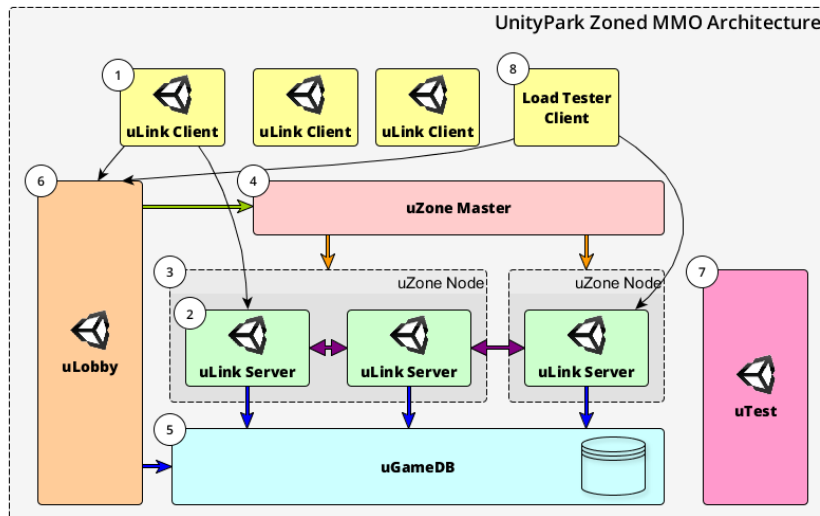 UnityPark Zoned MMO Architecture
1
8
uLink Client
uLink Client
uLink Client
Load Tester
Client
6
4
uZone Master
3
uZone Node
uZone Node
7
2
uLobby
uLink Server
uLink Server
uLink Server
uTest
5
uGameDB